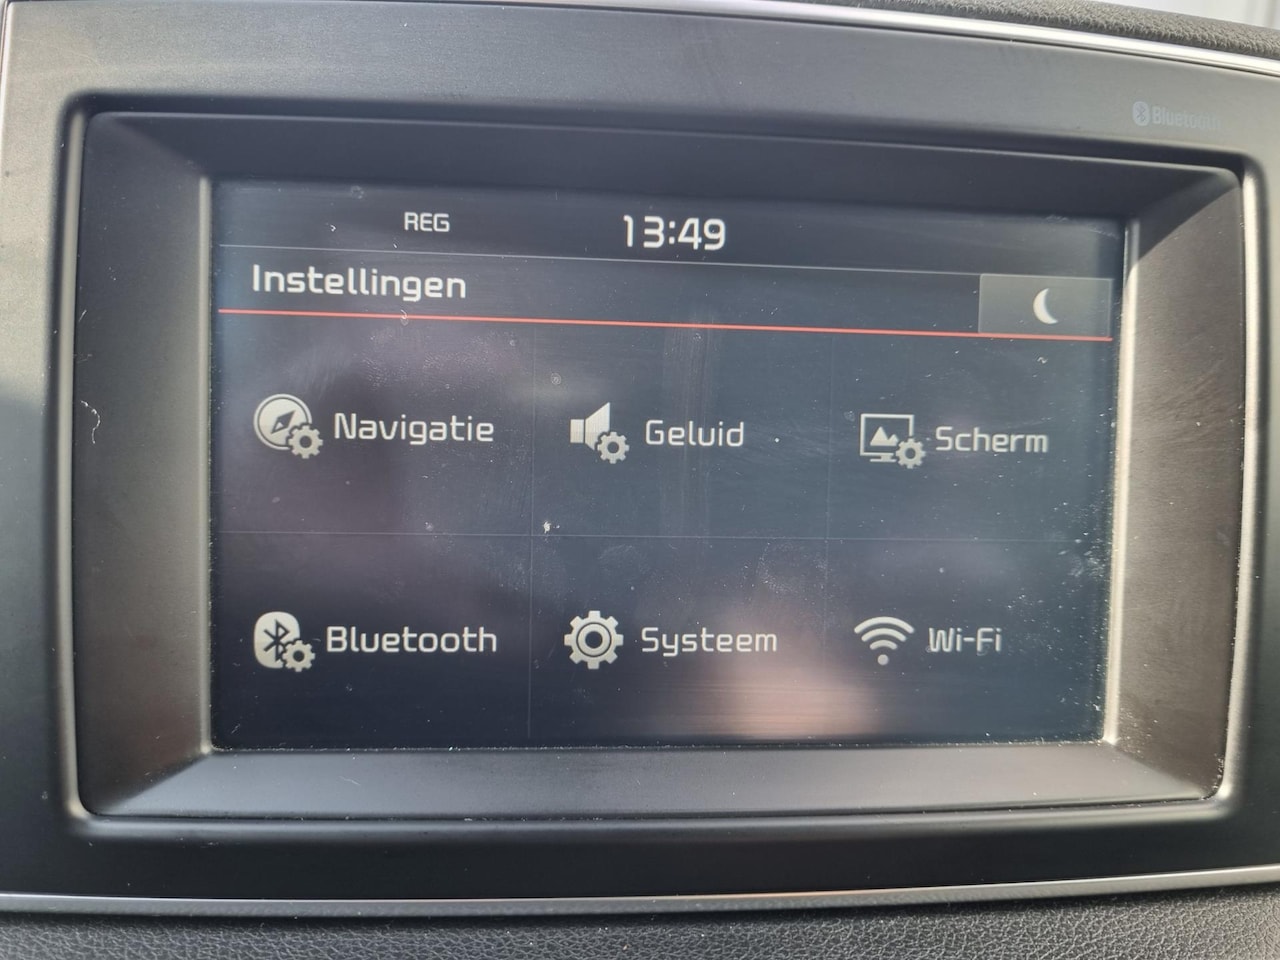 Bluetooth
REG 13:49
Instellingen
Navigatie Geluid Scherm
Bluetooth Systeem Wi-Fi